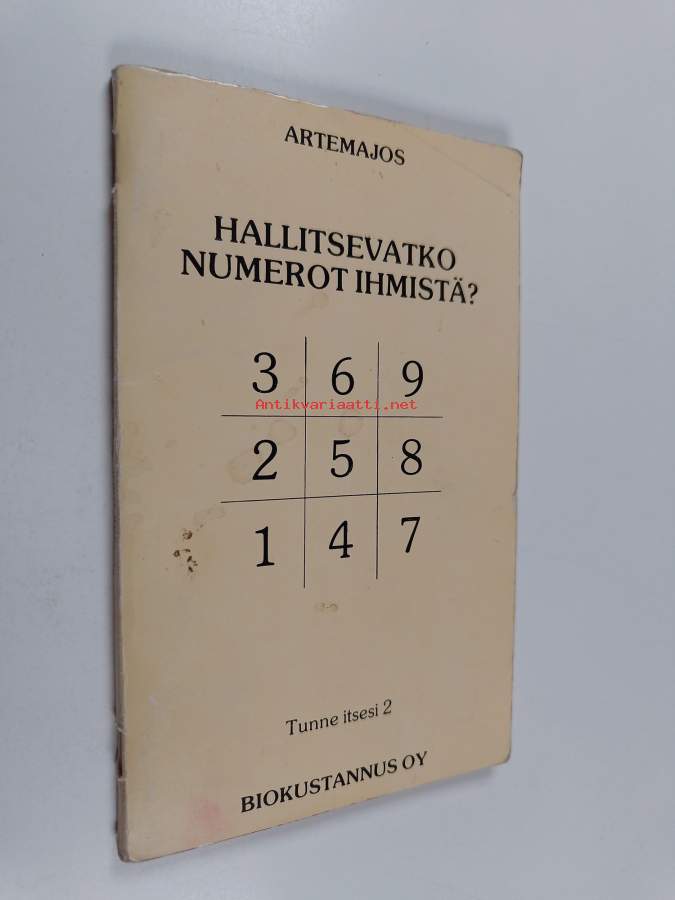 ARTEMAJOS
HALLITSEVATKO
NUMEROT IHMISTÄ?
3 6 9
Antikvariaatti.net
2 5 8
1 4 7
Tunne itsesi 2
BIOKUSTANNUS OY